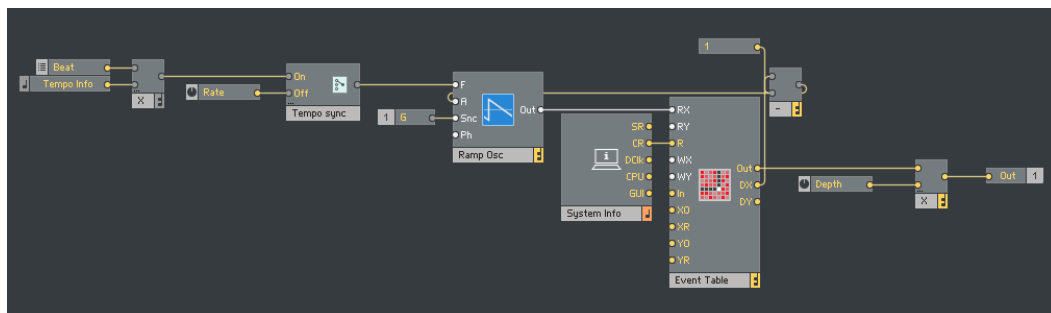 Beat
Tempo Info
X
Rate
On
Off
Tempo sync
1 G
F
A
Snc
Ph
Out
Ramp Osc
SR
CR
DClk
CPU
GUI
i
System Info
1
-
RX
RY
R
WX
WY
In
XO
XR
YO
YR
Out
DX
DY
Event Table
Depth
X
Out 1